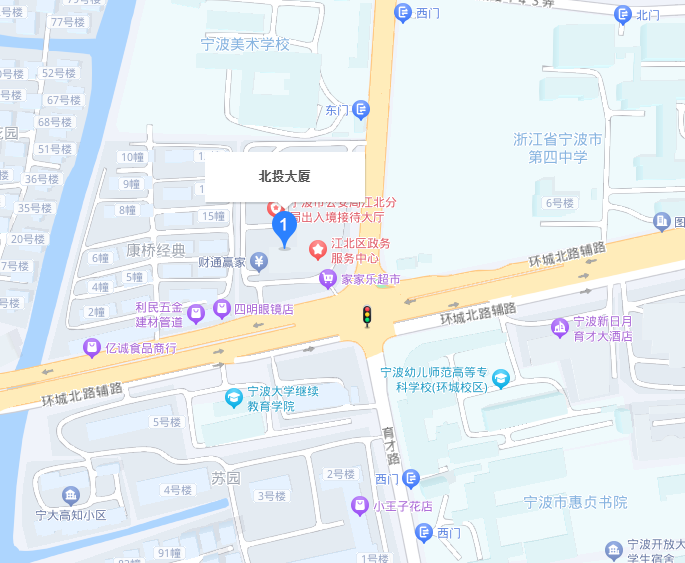 西门
北门
77号楼
宁波美术学校
52号楼
67号楼
东门
68号楼
浙江省宁波市
第四中学
51号楼
10幢
36号楼
9幢
北投大厦
6号楼
35号楼
8幢
15幢
宁波市公安局江北分
局出入境接待大厅
1
图书
20号楼
康桥经典
江北区政务
服务中心
环城北路辅路
财通赢家
7号楼
6幢
5幢
家家乐超市
4幢
利民五金
建材管道
四明眼镜店
2幢
环城北路辅路
宁波新日月
育才大酒店
亿诚食品商行
宁波幼儿师范高等专
科学校(环城校区)
环城北路辅路
宁波大学继续
教育学院
5号楼
育才路
苏园
2号楼
西门
4号楼
3号楼
小王子花店
宁波市惠贞书院
宁大高知小区
西门
91幢
1号楼
宁波开放大
学生宿舍